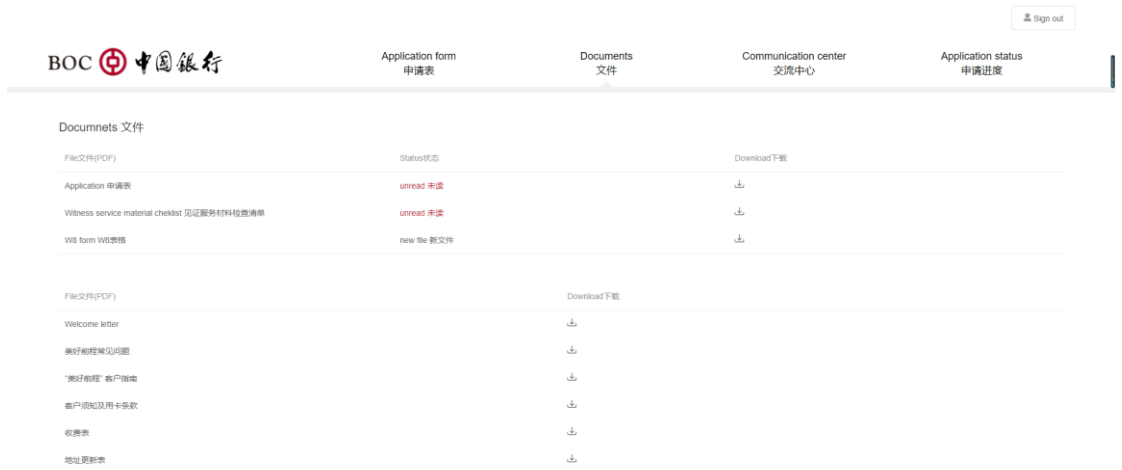 Sign out
BOC 中國銀行
Application form
申请表
Documents
文件
Communication center
交流中心
Application status
申请进度
Documnets 文件
File文件(PDF) Status状态 Download下载
Application 申请表 unread 未读
Witness service material cheklist 见证服务材料检查清单 unread 未读
W8 form W8表格 new file 新文件
File文件(PDF) Download下载
Welcome letter
美好前程常见问题
“美好前程” 客户指南
客户须知及用卡条款
收费表
地址更新表